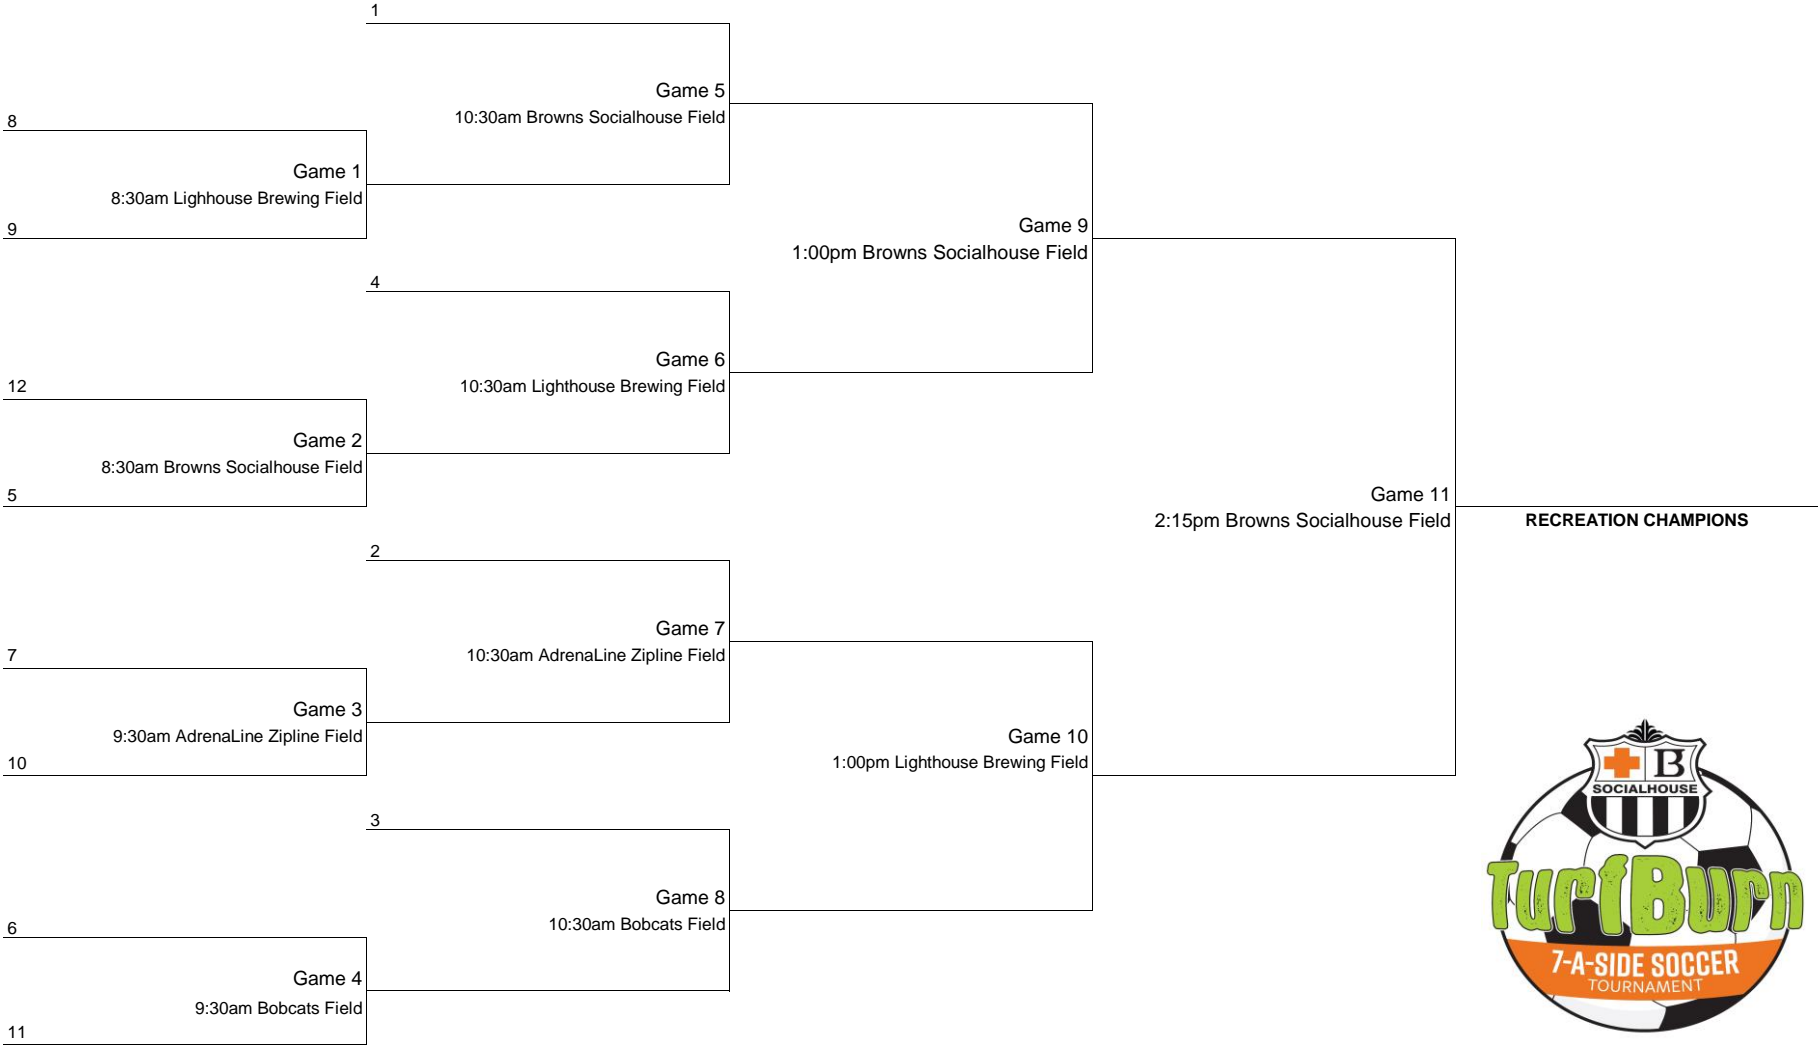 1
Game 5
10:30am Browns Socialhouse Field
8
Game 1
8:30am Lighhouse Brewing Field
9
Game 9
1:00pm Browns Socialhouse Field
4
Game 6
10:30am Lighthouse Brewing Field
12
Game 2
8:30am Browns Socialhouse Field
5
Game 11
2:15pm Browns Socialhouse Field
RECREATION CHAMPIONS
2
Game 7
10:30am AdrenaLine Zipline Field
7
Game 3
9:30am AdrenaLine Zipline Field
10
Game 10
1:00pm Lighthouse Brewing Field
3
Game 8
10:30am Bobcats Field
6
Game 4
9:30am Bobcats Field
11
B
SOCIALHOUSE
TurfBurn
7-A-SIDE SOCCER
TOURNAMENT